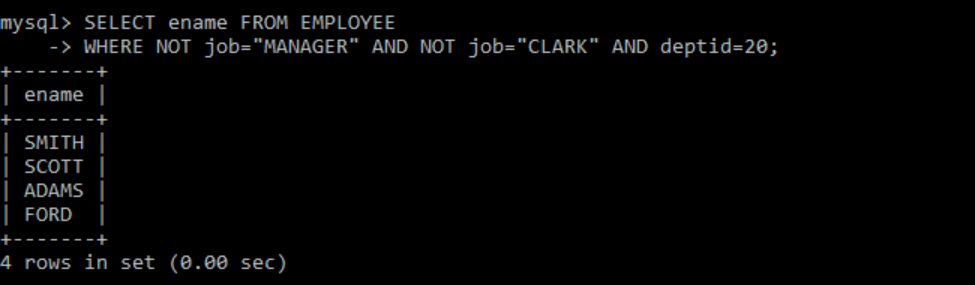 mysql> SELECT ename FROM EMPLOYEE
    -> WHERE NOT job="MANAGER" AND NOT job="CLARK" AND deptid=20;
+-------+
| ename |
+-------+
| SMITH |
| SCOTT |
| ADAMS |
| FORD  |
+-------+
4 rows in set (0.00 sec)